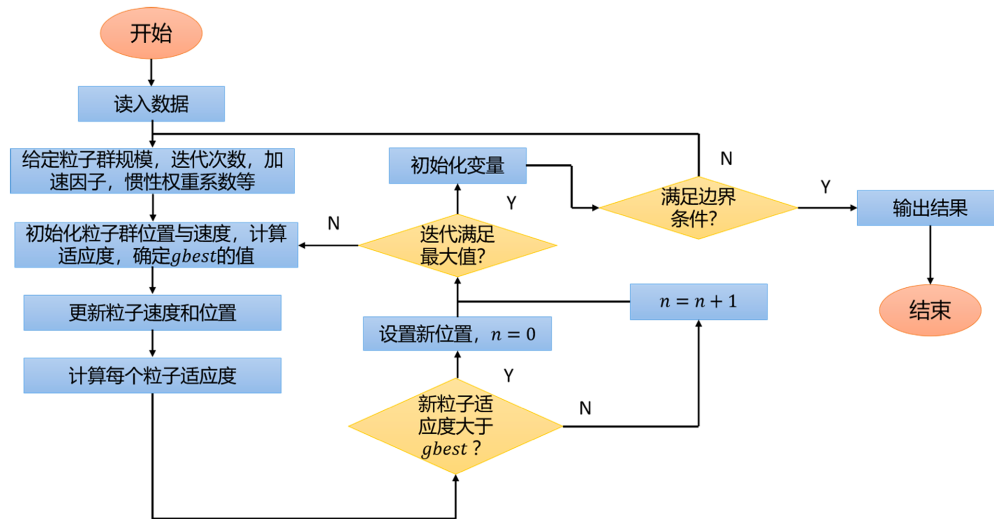 开始
读入数据
给定粒子群规模，迭代次数，加
速因子，惯性权重系数等
初始化粒子群位置与速度，计算
适应度，确定gbest的值
更新粒子速度和位置
计算每个粒子适应度
新粒子适
应度大于
gbest？
Y
N
设置新位置，n = 0
n = n + 1
迭代满足
最大值？
N
Y
初始化变量
满足边界
条件？
N
Y
输出结果
结束